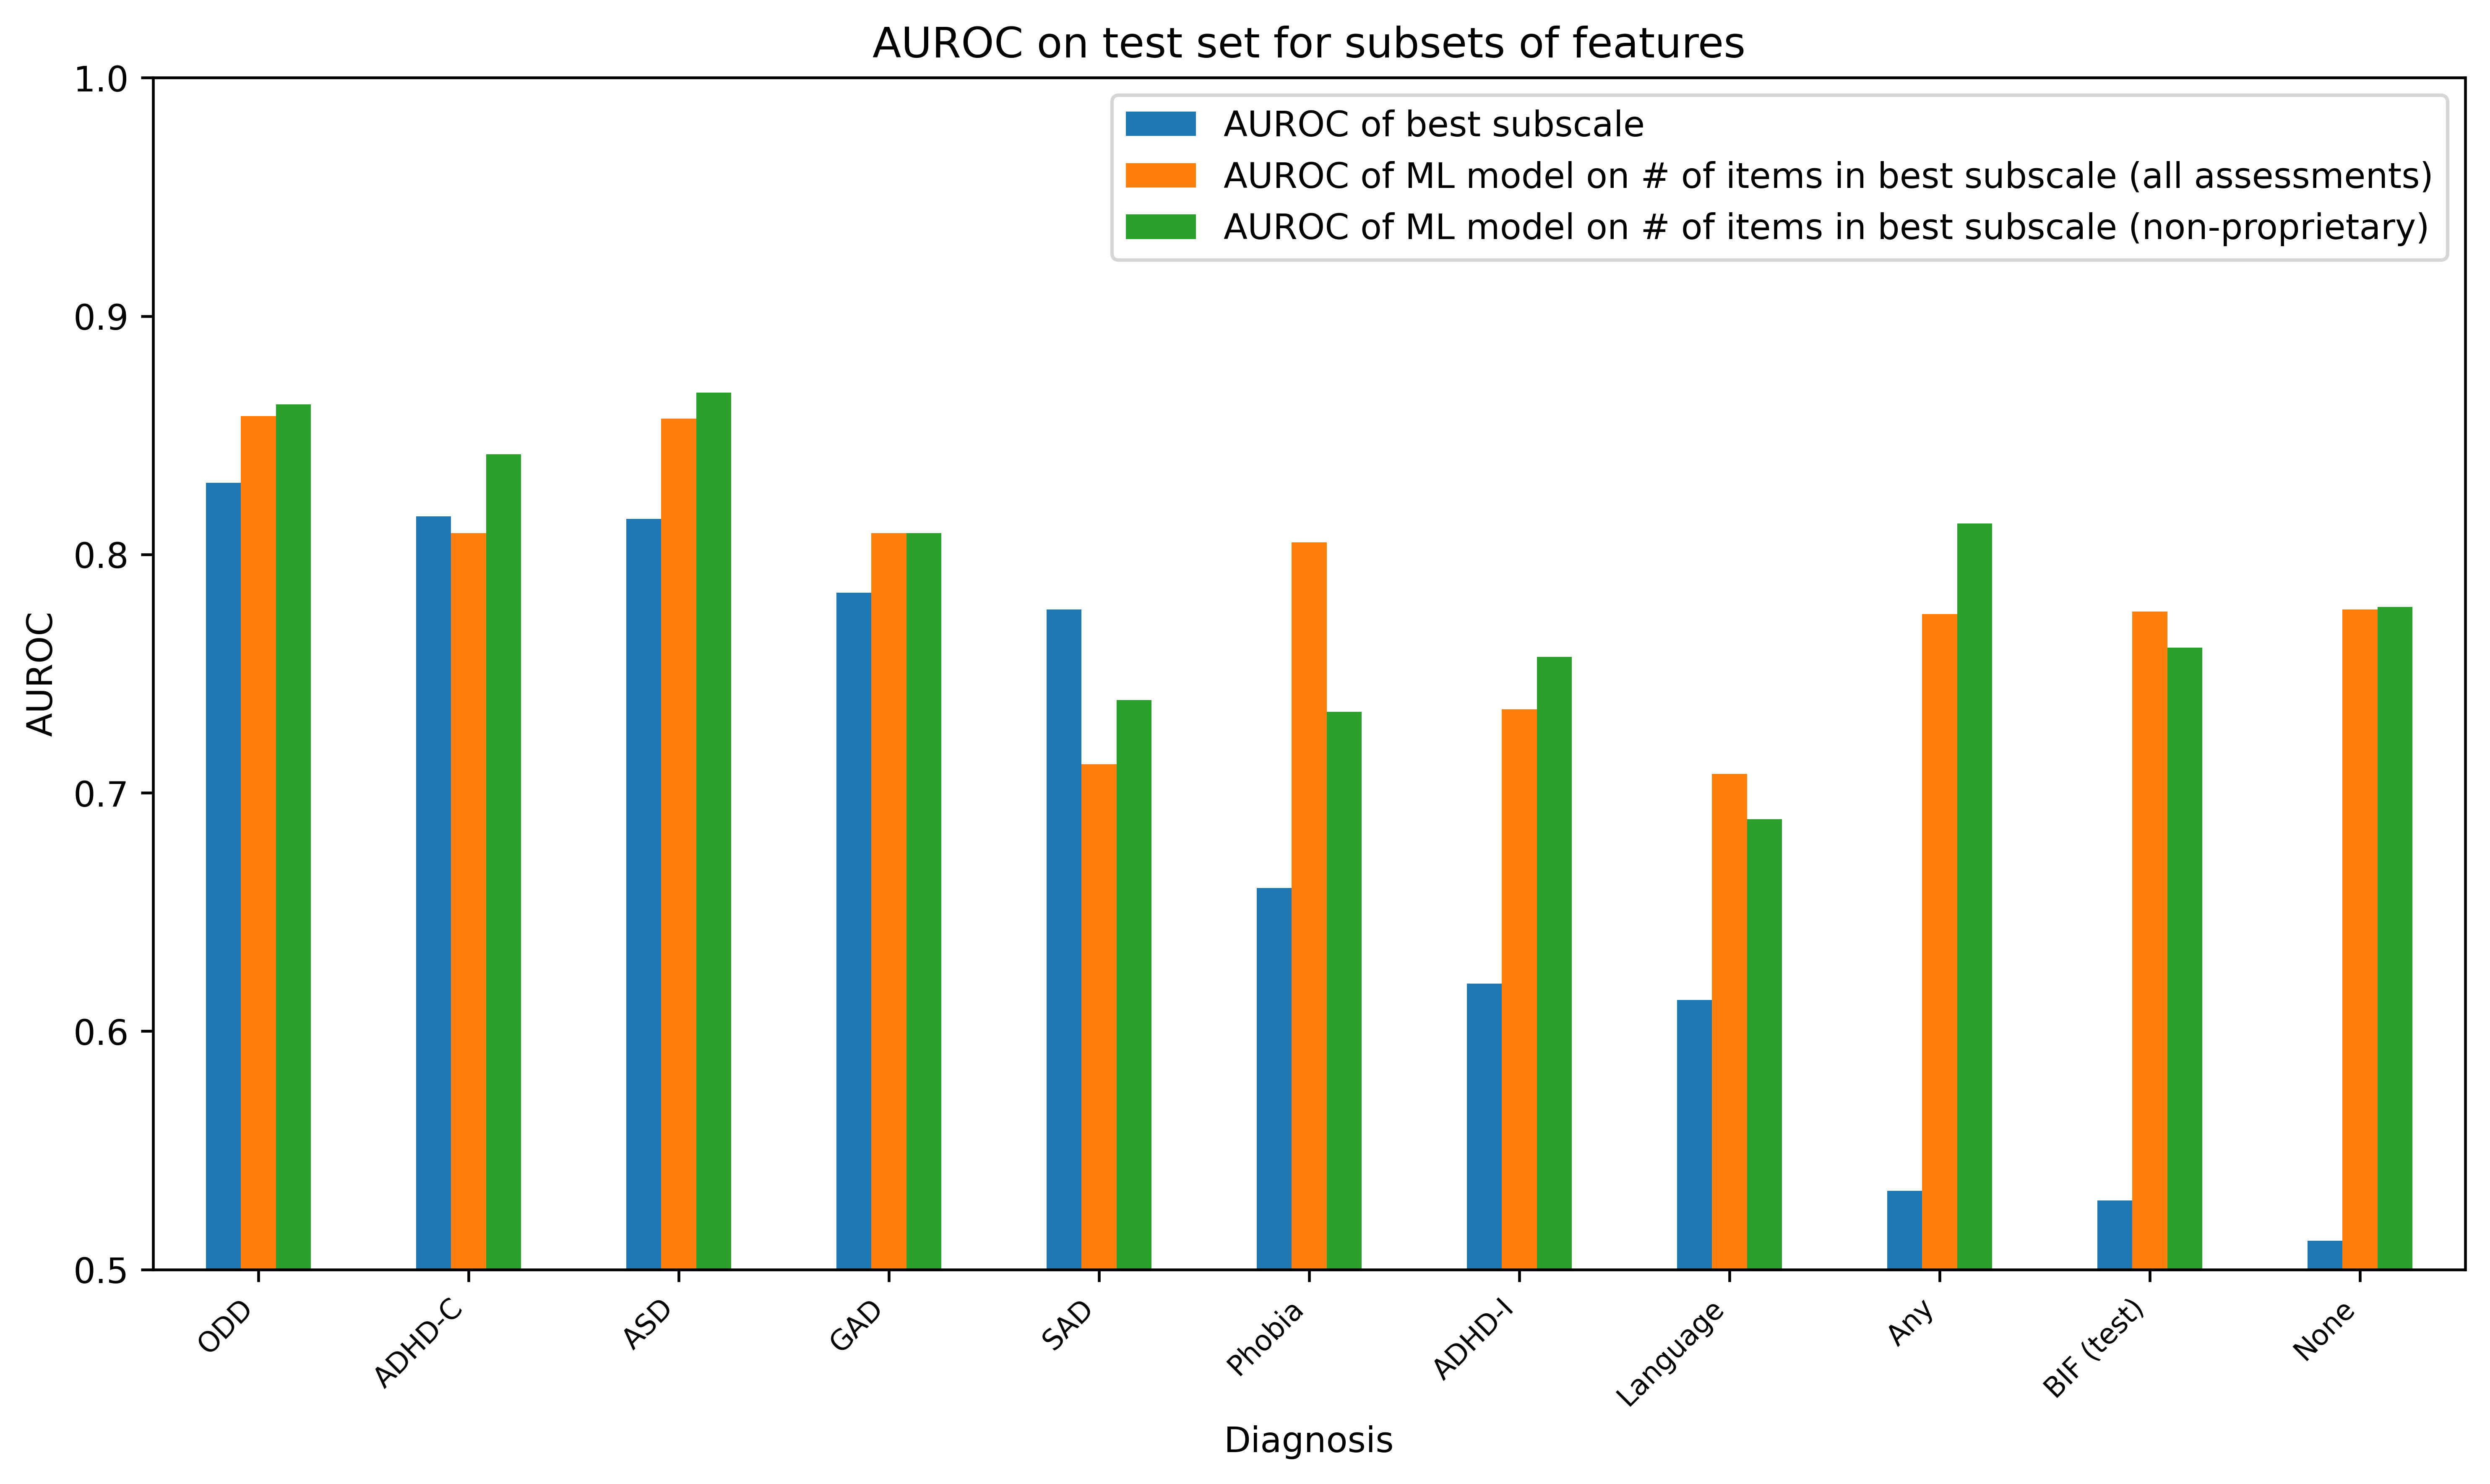 AUROC on test set for subsets of features
AUROC of best subscale
AUROC of ML model on # of items in best subscale (all assessments)
AUROC of ML model on # of items in best subscale (non-proprietary)
AUROC
1.0
0.9
0.8
0.7
0.6
0.5
ODD
ADHD-C
ASD
GAD
SAD
Phobia
ADHD-I
Language
Any
BIF (test)
None
Diagnosis